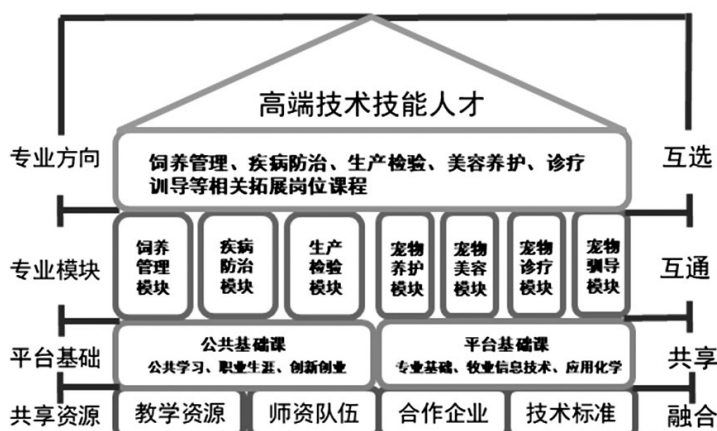 高端技术技能人才
专业方向
饲养管理、疾病防治、生产检验、美容养护、诊疗
训导等相关拓展岗位课程
互选
专业模块
饲养
管理
模块
疾病
防治
模块
生产
检验
模块
宠物
养护
模块
宠物
美容
模块
宠物
诊疗
模块
宠物
驯导
模块
互通
平台基础
公共基础课
公共学习、职业生涯、创新创业
平台基础课
专业基础、牧业信息技术、应用化学
共享
共享资源
教学资源
师资队伍
合作企业
技术标准
融合